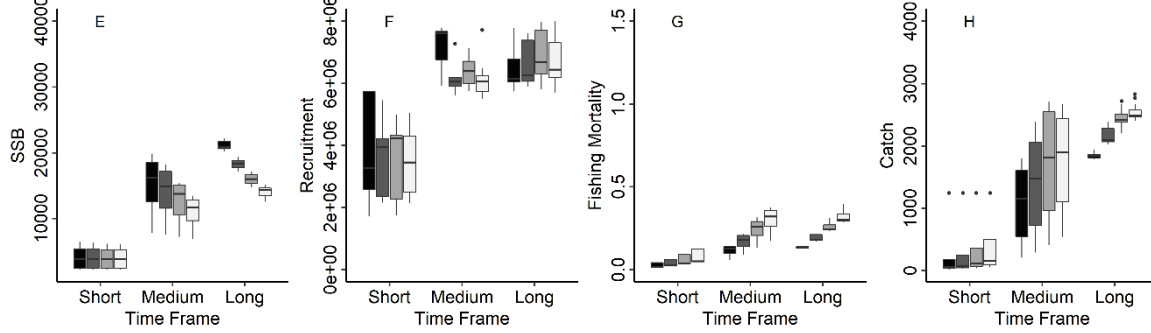 E
SSB
40000
30000
20000
10000
Short Medium Long
Time Frame
F
Recruitment
8e+06
6e+06
4e+06
2e+06
0e+00
Short Medium Long
Time Frame
G
Fishing Mortality
1.5
1.0
0.5
0.0
Short Medium Long
Time Frame
H
Catch
4000
3000
2000
1000
0
Short Medium Long
Time Frame